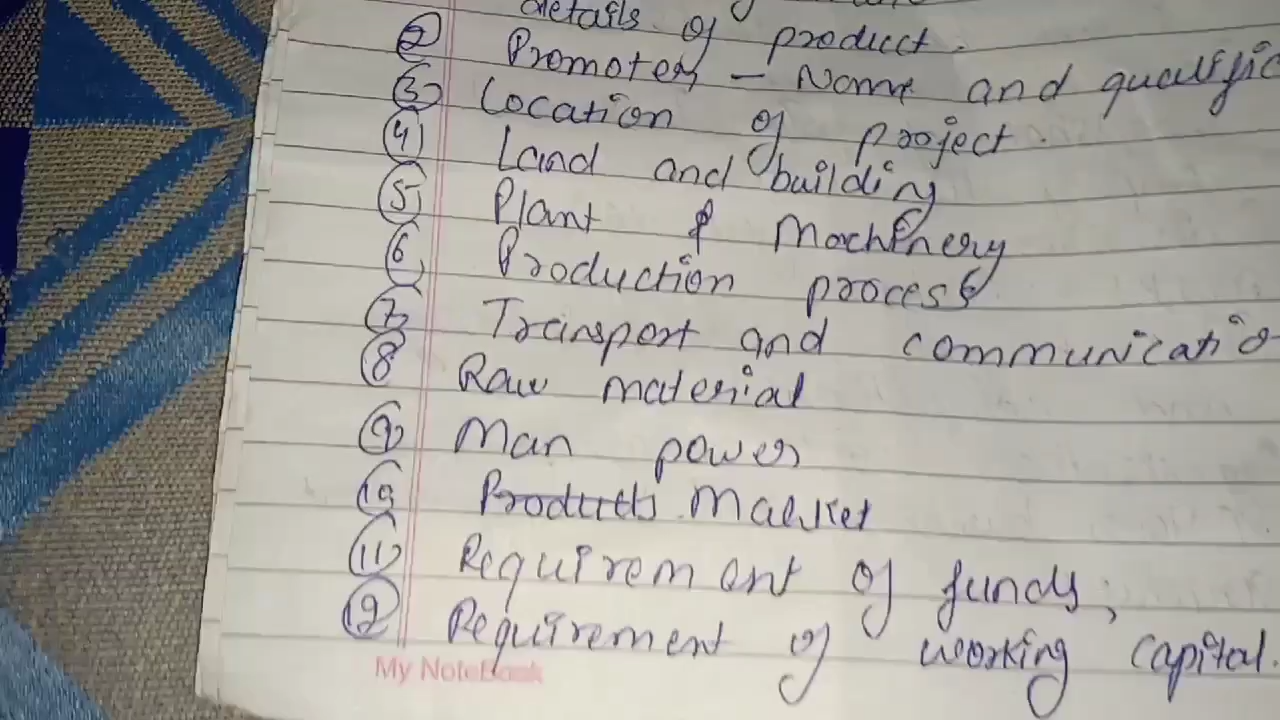 details of product.
② Promoters - Name and qualific
③ Location of project.
④ Land and building
⑤ Plant & Machinery
⑥ Production process
⑦ Transport and communicatio
⑧ Raw material
⑨ Man power
⑩ Products Market
⑪ Requirement of funds,
⑫ Requirement of working capital.
My NoteBook